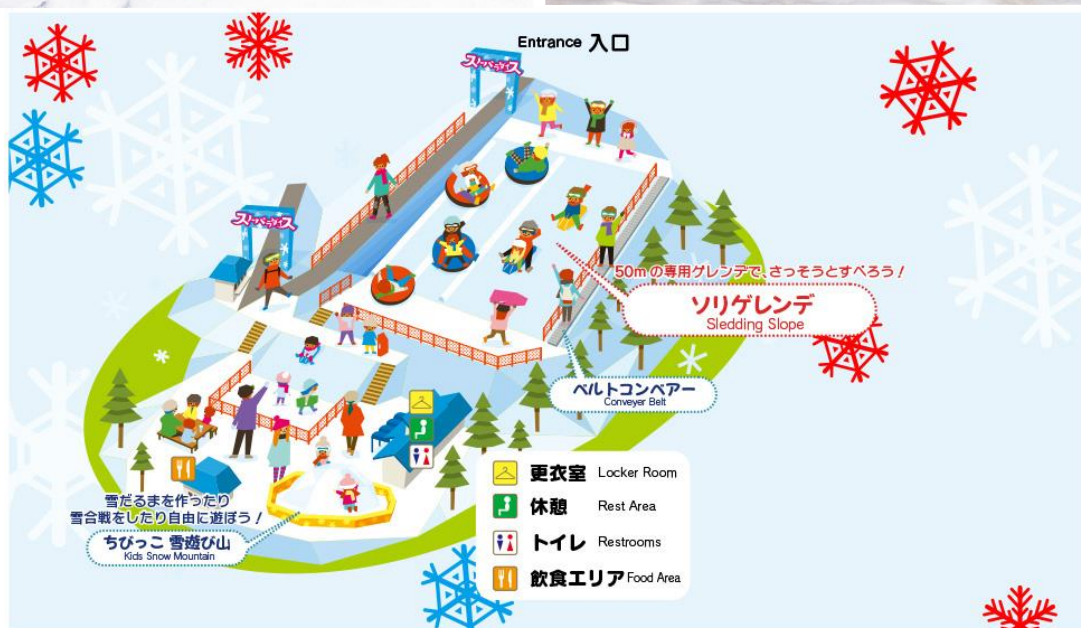 Entrance 入口
スノーパラダイス
スノーパラダイス
50mの専用ゲレンデで、さっそうとすべろう！
ソリゲレンデ
Sledding Slope
ベルトコンベアー
Conveyer Belt
雪だるまを作ったり
雪合戦をしたり自由に遊ぼう！
ちびっこ 雪遊び山
Kids Snow Mountain
更衣室 Locker Room
休憩 Rest Area
トイレ Restrooms
飲食エリア Food Area